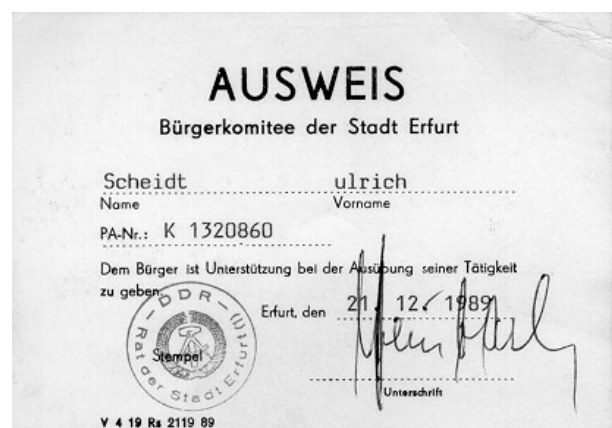 AUSWEIS
Bürgerkomitee der Stadt Erfurt
Scheidt ulrich
Name Vorname
PA-Nr.: K 1320860
Dem Bürger ist Unterstützung bei der Ausübung seiner Tätigkeit
zu geben.
Erfurt, den 21. 12. 1989
DDR
Rat der Stadt Erfurt (1)
Stempel
Unterschrift
V 4 19 Rs 2119 89